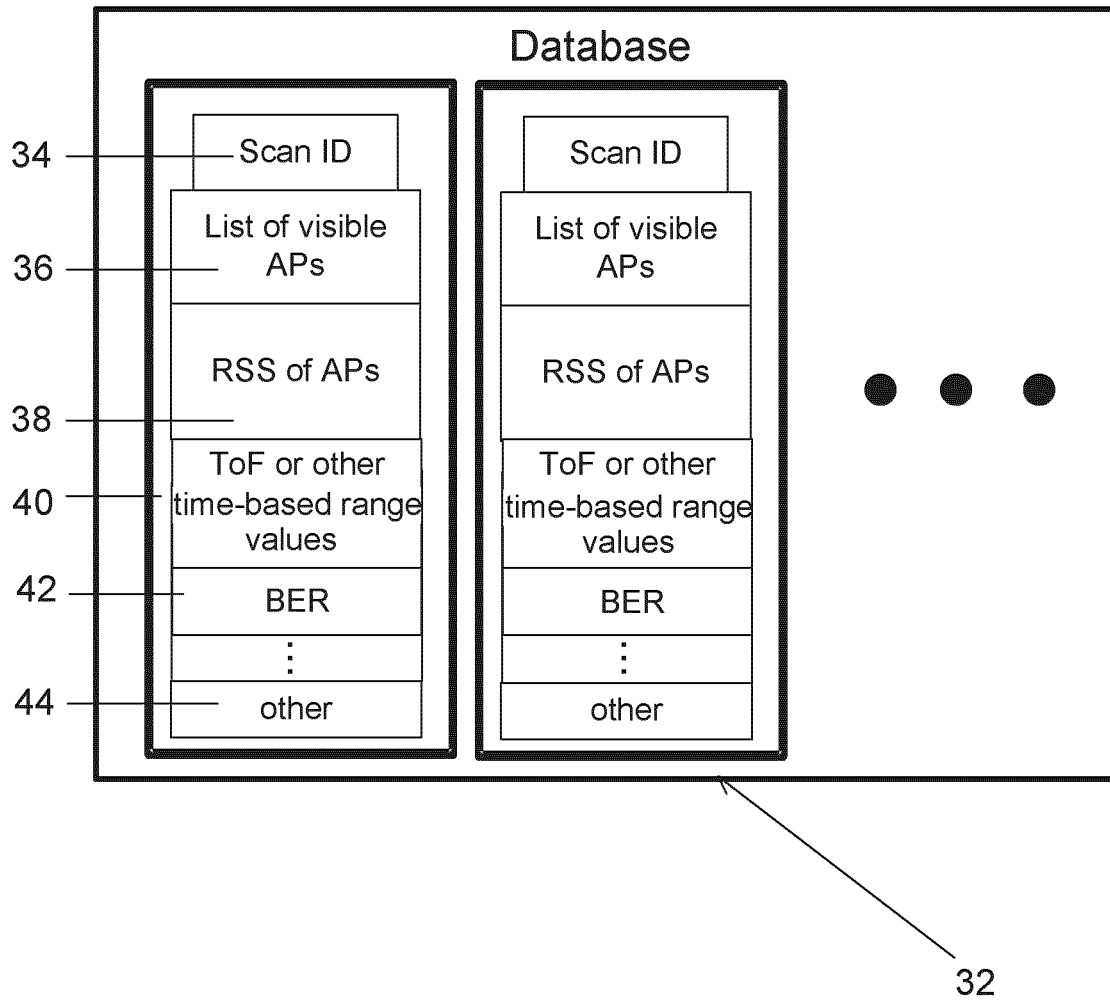 Database
34
Scan ID
36
List of visible
APs
38
RSS of APs
40
ToF or other
time-based range
values
42
BER
44
other
Scan ID
List of visible
APs
RSS of APs
ToF or other
time-based range
values
BER
other
32